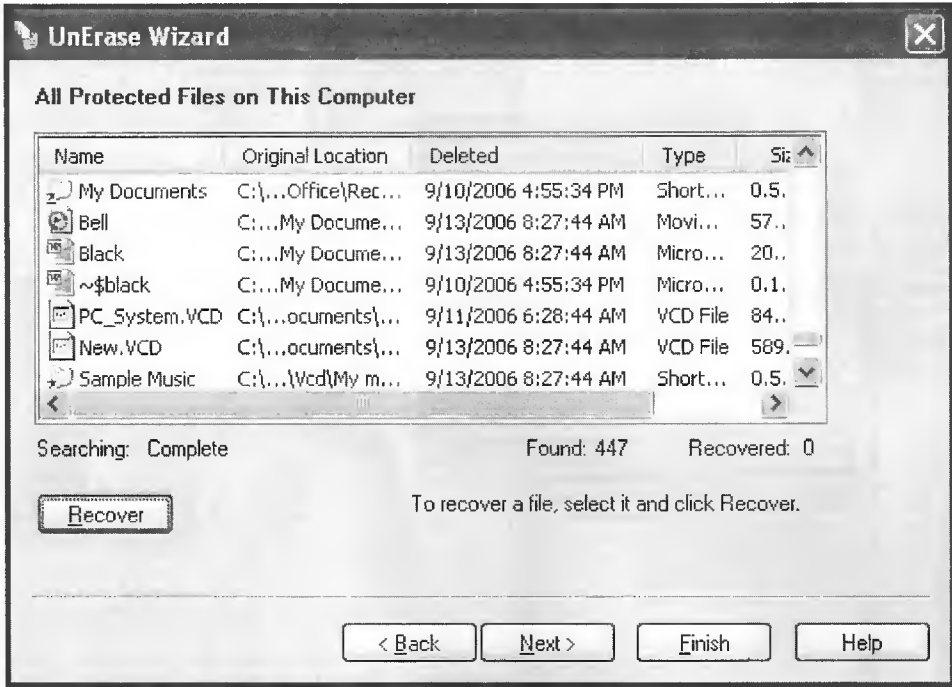 UnErase Wizard
All Protected Files on This Computer
Name Original Location Deleted Type Siz
My Documents C:\...Office\Rec... 9/10/2006 4:55:34 PM Short... 0.5.
Bell C:...My Docume... 9/13/2006 8:27:44 AM Movi... 57..
Black C:...My Docume... 9/13/2006 8:27:44 AM Micro... 20..
~$black C:...My Docume... 9/10/2006 4:55:34 PM Micro... 0.1.
PC_System.VCD C:\...ocuments\... 9/11/2006 6:28:44 AM VCD File 84..
New.VCD C:\...ocuments\... 9/13/2006 8:27:44 AM VCD File 589.
Sample Music C:\...\Vcd\My m... 9/13/2006 8:27:44 AM Short... 0.5.
Searching: Complete Found: 447 Recovered: 0
Recover To recover a file, select it and click Recover.
< Back Next > Finish Help